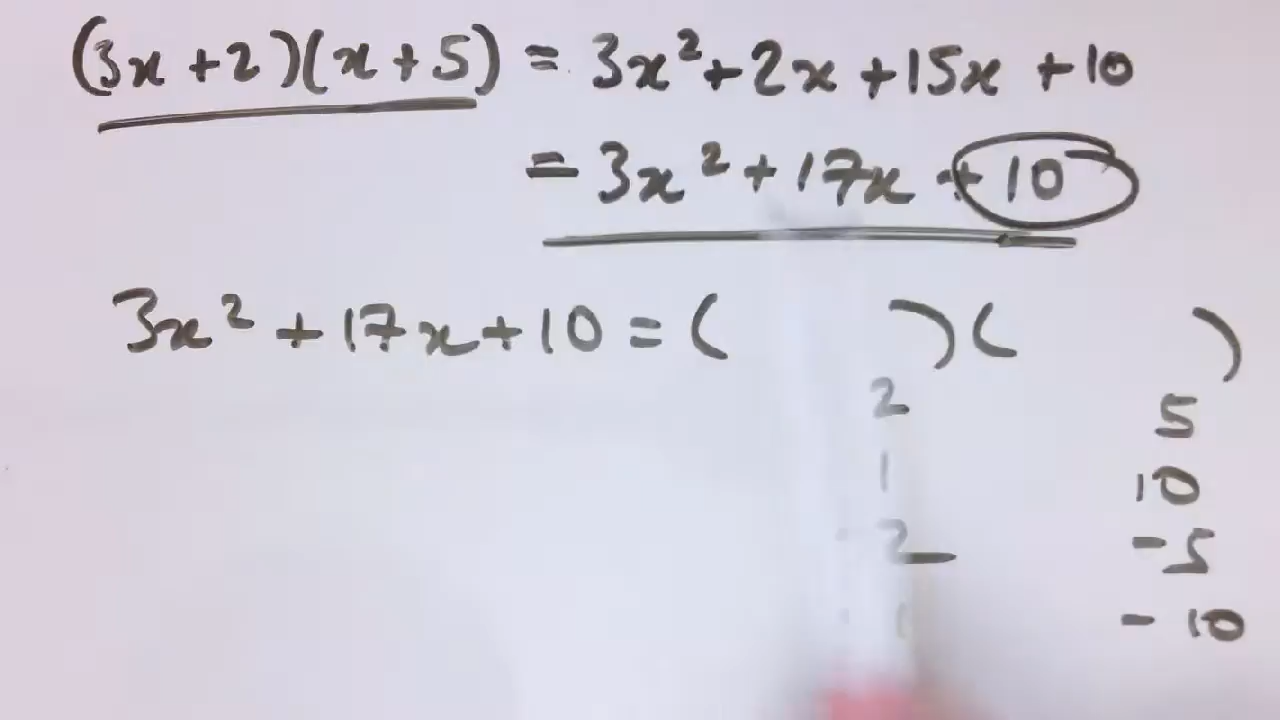 (3x + 2)(x + 5) = 3x² + 2x + 15x + 10
= 3x² + 17x + 10
3x² + 17x + 10 = ( )( )
2 5
1 10
- 2 - 5
- 1 - 10